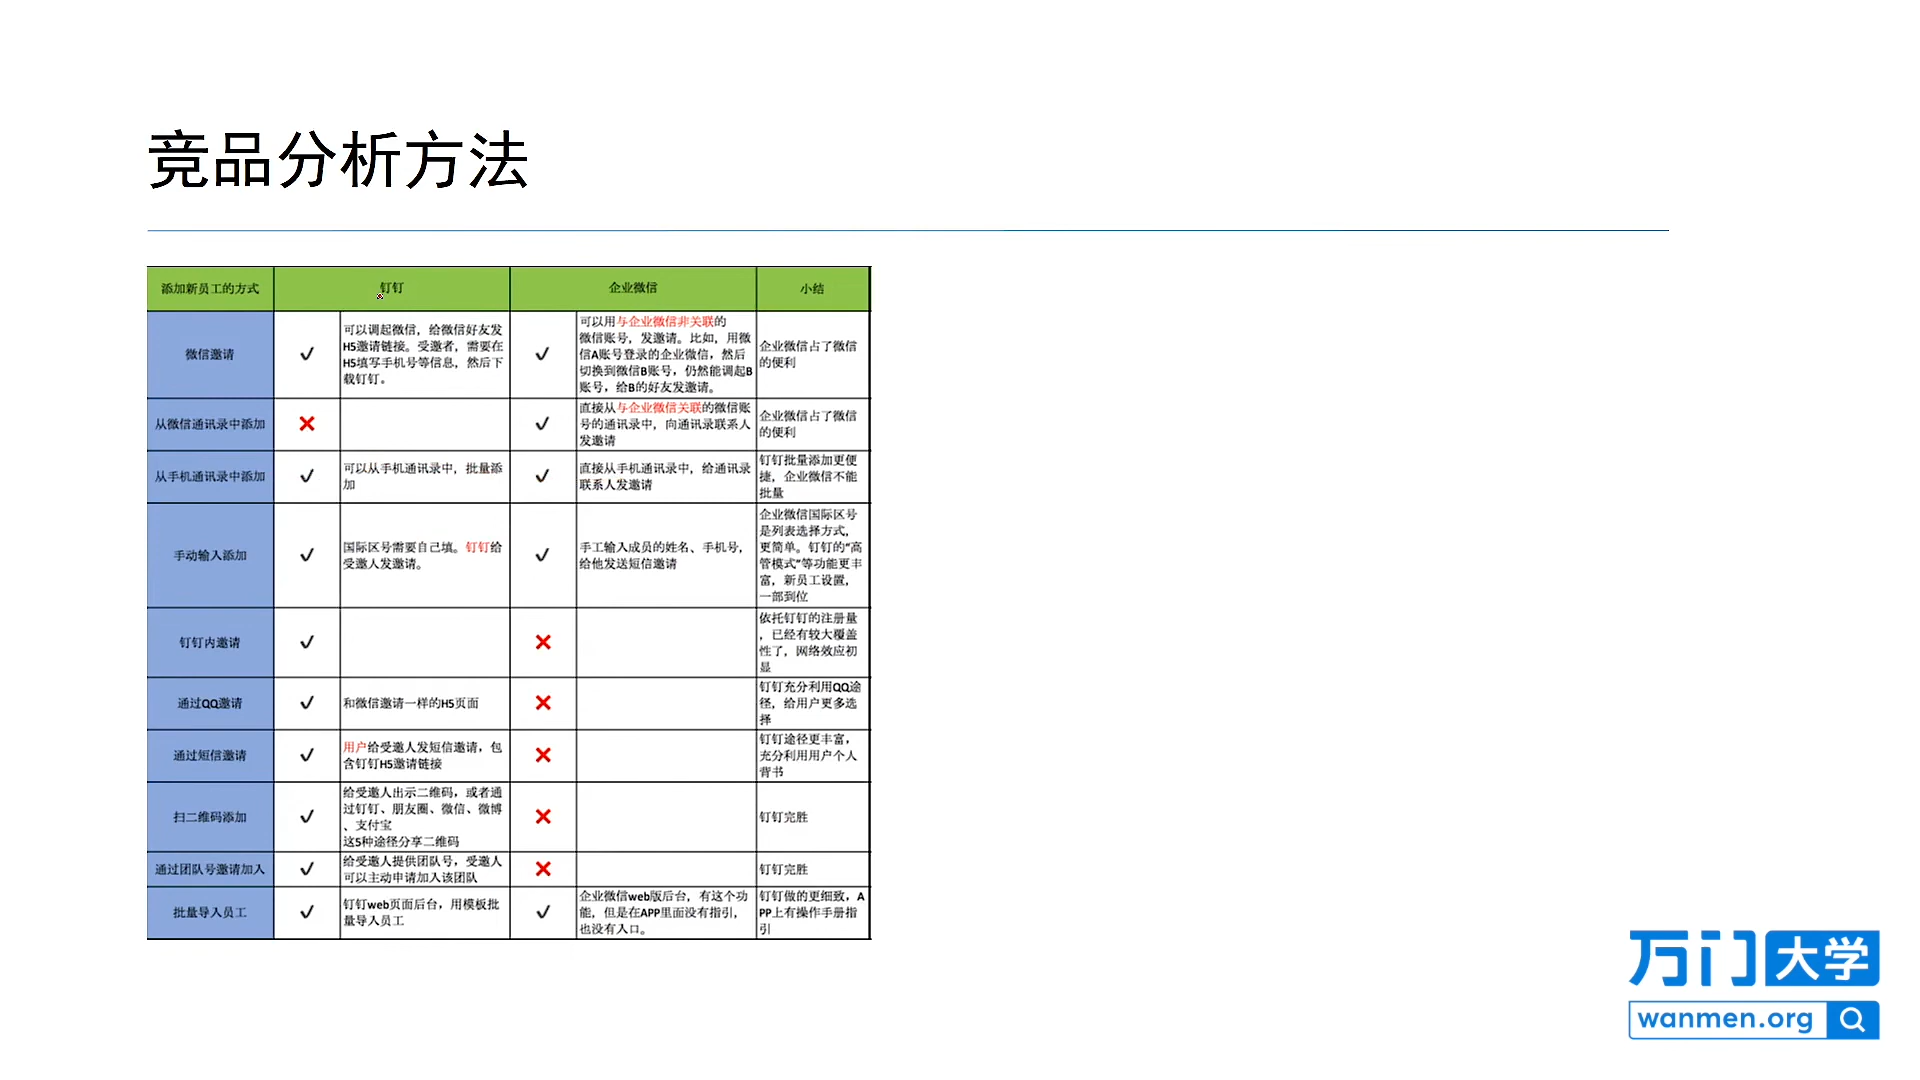 竞品分析方法
添加新员工的方式
钉钉
企业微信
小结
微信邀请
可以调起微信，给微信好友发
H5邀请链接。受邀者，需要在
H5填写手机号等信息，然后下
载钉钉。
可以用与企业微信非关联的
微信账号，发邀请。比如，用微
信A账号登录的企业微信，然后
切换到微信B账号，仍然能调起B
账号，给B的好友发邀请。
企业微信占了微信
的便利
从微信通讯录中添加
直接从与企业微信关联的微信账
号的通讯录中，向通讯录联系人
发邀请
企业微信占了微信
的便利
从手机通讯录中添加
可以从手机通讯录中，批量添
加
直接从手机通讯录中，给通讯录
联系人发邀请
钉钉批量添加更便
捷，企业微信不能
批量
手动输入添加
国际区号需要自己填。钉钉给
受邀人发邀请。
手工输入成员的姓名、手机号，
给他发送短信邀请
企业微信国际区号
是列表选择方式，
更简单。钉钉的“高
管模式”等功能更丰
富，新员工设置，
一部到位
钉钉内邀请
依托钉钉的注册量
，已经有较大覆盖
性了，网络效应初
显
通过QQ邀请
和微信邀请一样的H5页面
钉钉充分利用QQ途
径，给用户更多选
择
通过短信邀请
用户给受邀人发短信邀请，包
含钉钉H5邀请链接
钉钉途径更丰富，
充分利用用户个人
背书
扫二维码添加
给受邀人出示二维码，或者通
过钉钉、朋友圈、微信、微博
、支付宝
这5种途径分享二维码
钉钉完胜
通过团队号邀请加入
给受邀人提供团队号，受邀人
可以主动申请加入该团队
钉钉完胜
批量导入员工
钉钉web页面后台，用模板批
量导入员工
企业微信web版后台，有这个功
能，但是在APP里面没有指引，
也没有入口。
钉钉做的更细致，A
PP上有操作手册指
引
万门大学
wanmen.org